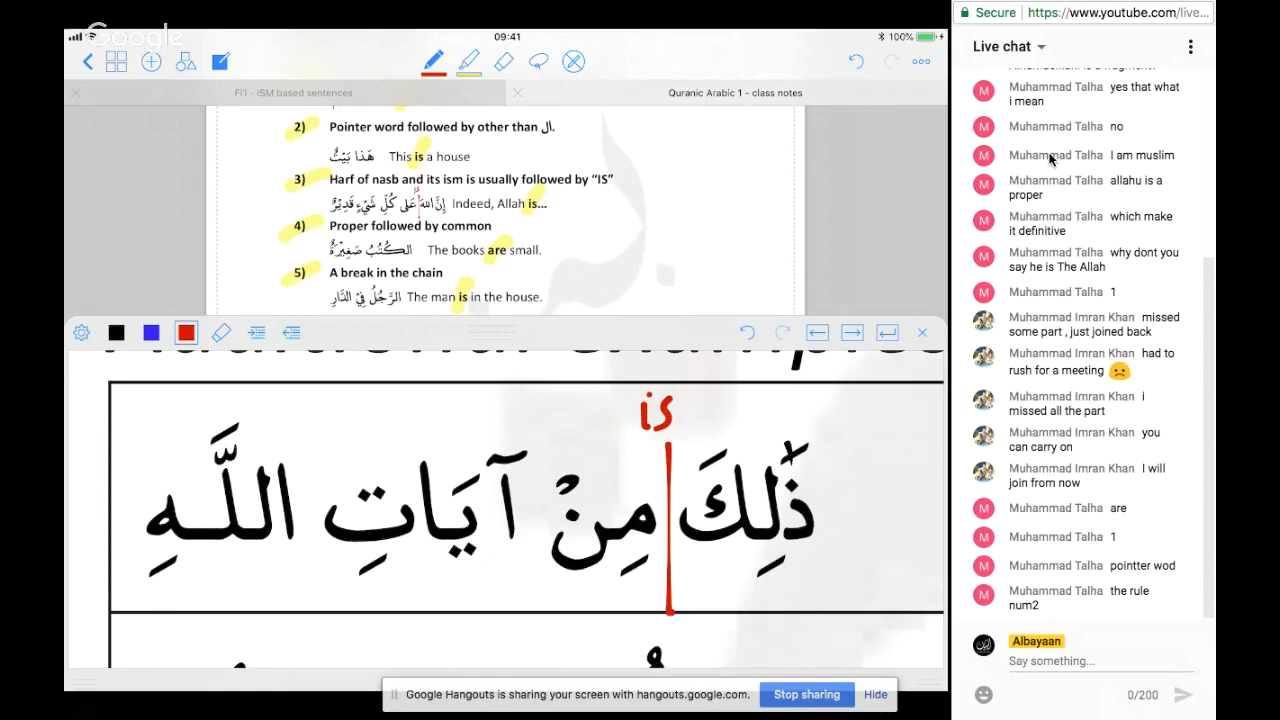 Google
09:41
100%
Fi'l - ISM based sentences
Quranic Arabic 1 - class notes
2) Pointer word followed by other than ال.
هَذا بَيْتٌ This is a house
3) Harf of nasb and its ism is usually followed by “IS”
إِنَّ اللهَ عَلى كُلِّ شَيْءٍ قَدِيْرٌ Indeed, Allah is...
4) Proper followed by common
الكُتُبُ صَغِيْرَةٌ The books are small.
5) A break in the chain
الرَّجُلُ فِيْ الدَّارِ The man is in the house.
is
ذَٰلِكَ مِنْ آيَاتِ اللَّهِ
Google Hangouts is sharing your screen with hangouts.google.com.
Stop sharing
Hide
Secure
https://www.youtube.com/live...
Live chat
Muhammad Talha yes that what
i mean
Muhammad Talha no
Muhammad Talha I am muslim
Muhammad Talha allahu is a
proper
Muhammad Talha which make
it definitive
Muhammad Talha why dont you
say he is The Allah
Muhammad Talha 1
Muhammad Imran Khan missed
some part , just joined back
Muhammad Imran Khan had to
rush for a meeting
Muhammad Imran Khan i
missed all the part
Muhammad Imran Khan you
can carry on
Muhammad Imran Khan I will
join from now
Muhammad Talha are
Muhammad Talha 1
Muhammad Talha pointter wod
Muhammad Talha the rule
num2
Albayaan
Say something...
0/200